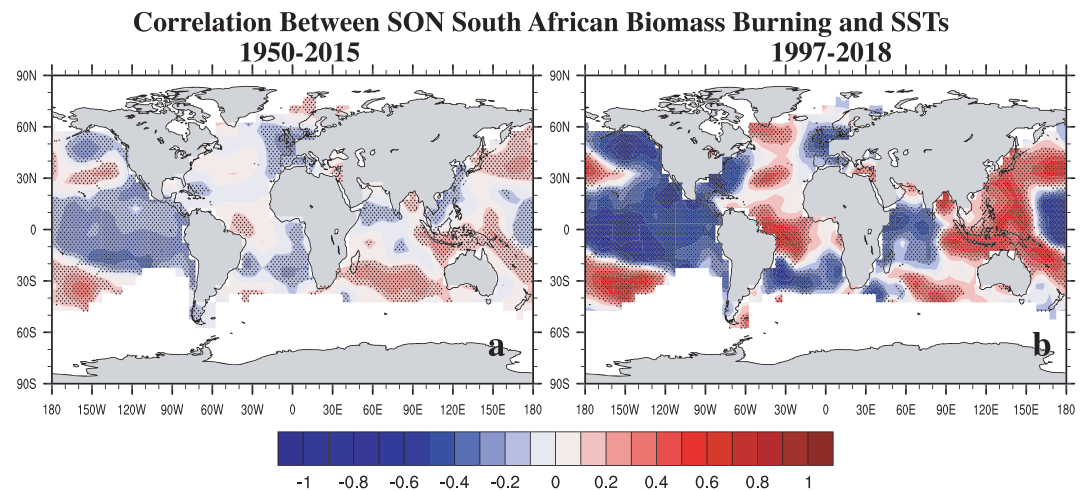 Correlation Between SON South African Biomass Burning and SSTs
1950-2015 1997-2018
90N 90N
60N 60N
30N 30N
0 0
30S 30S
60S 60S
90S 90S
a b
180 150W 120W 90W 60W 30W 0 30E 60E 90E 120E 150E 180 180 150W 120W 90W 60W 30W 0 30E 60E 90E 120E 150E 180
-1 -0.8 -0.6 -0.4 -0.2 0 0.2 0.4 0.6 0.8 1